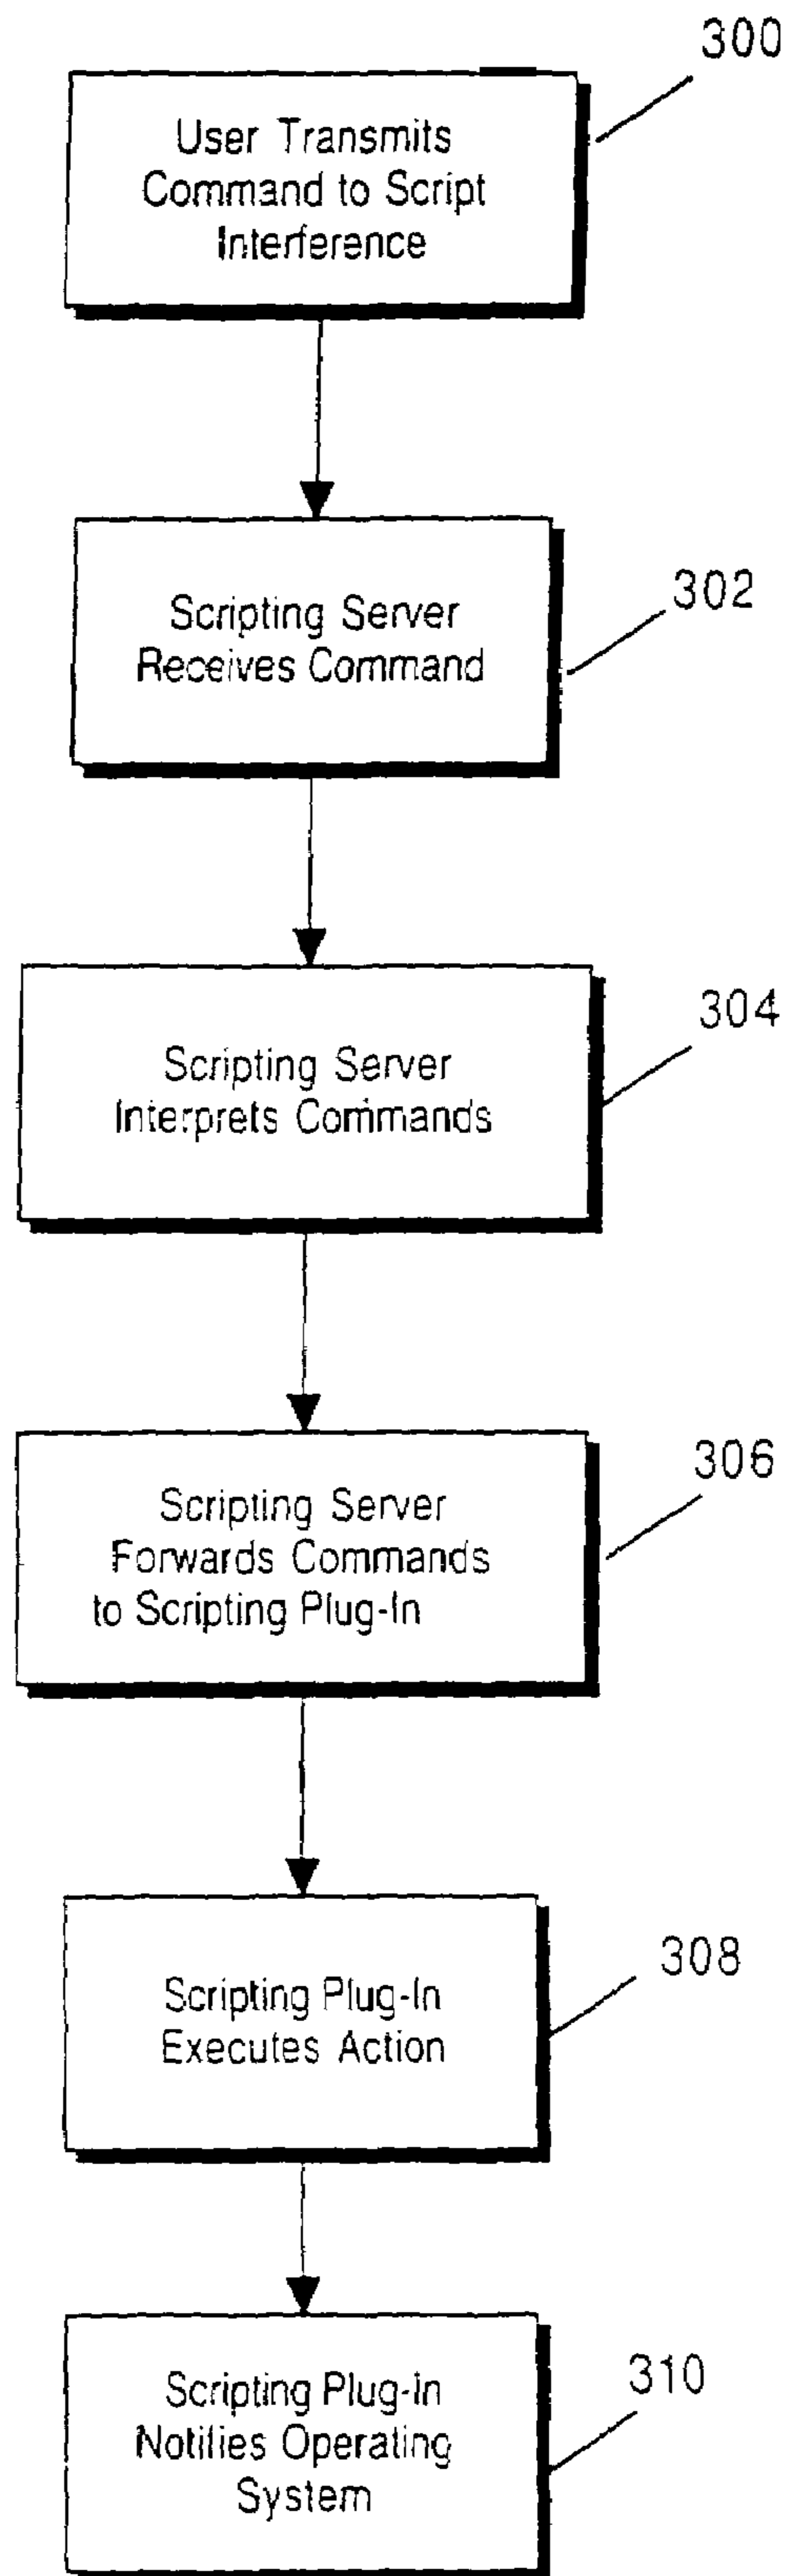 300
User Transmits
Command to Script
Interference
302
Scripting Server
Receives Command
304
Scripting Server
Interprets Commands
306
Scripting Server
Forwards Commands
to Scripting Plug-In
308
Scripting Plug-In
Executes Action
310
Scripting Plug-in
Notifies Operating
System